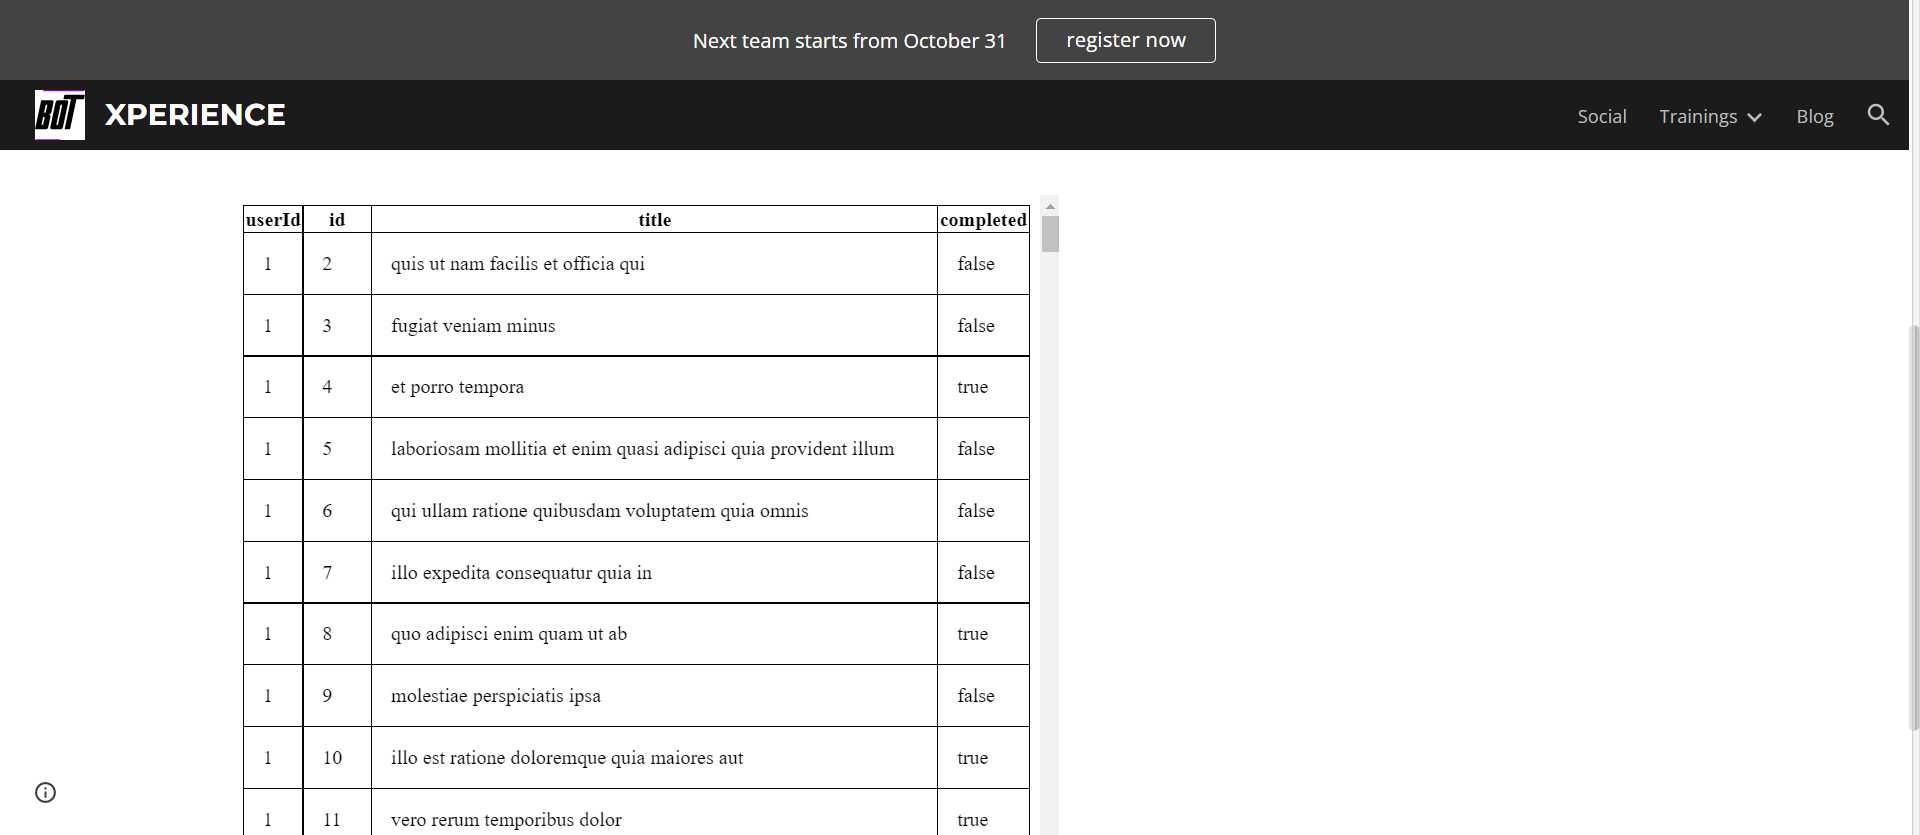 Next team starts from October 31 register now
BOT XPERIENCE Social Trainings Blog
userId id title completed
1 2 quis ut nam facilis et officia qui false
1 3 fugiat veniam minus false
1 4 et porro tempora true
1 5 laboriosam mollitia et enim quasi adipisci quia provident illum false
1 6 qui ullam ratione quibusdam voluptatem quia omnis false
1 7 illo expedita consequatur quia in false
1 8 quo adipisci enim quam ut ab true
1 9 molestiae perspiciatis ipsa false
1 10 illo est ratione doloremque quia maiores aut true
1 11 vero rerum temporibus dolor true